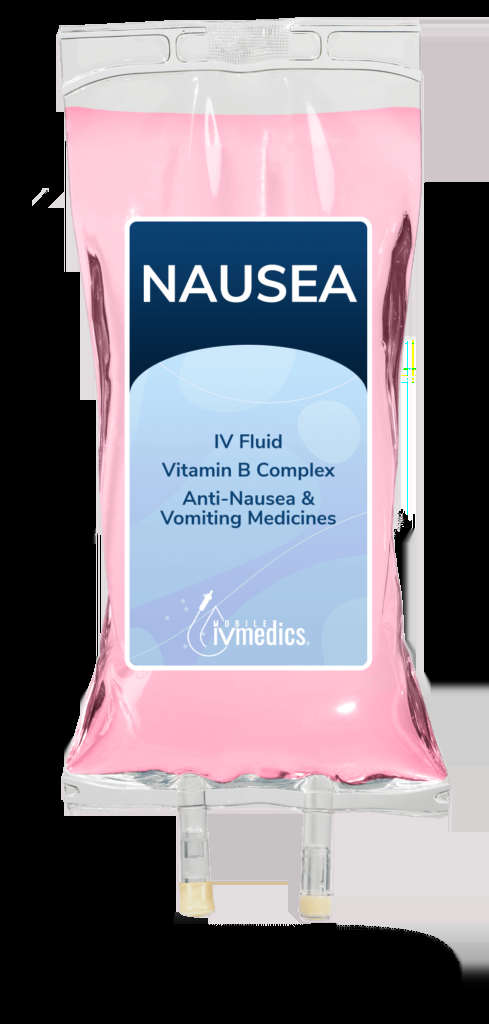 NAUSEA
IV Fluid
Vitamin B Complex
Anti-Nausea &
Vomiting Medicines
MOBILE
ivmedics®